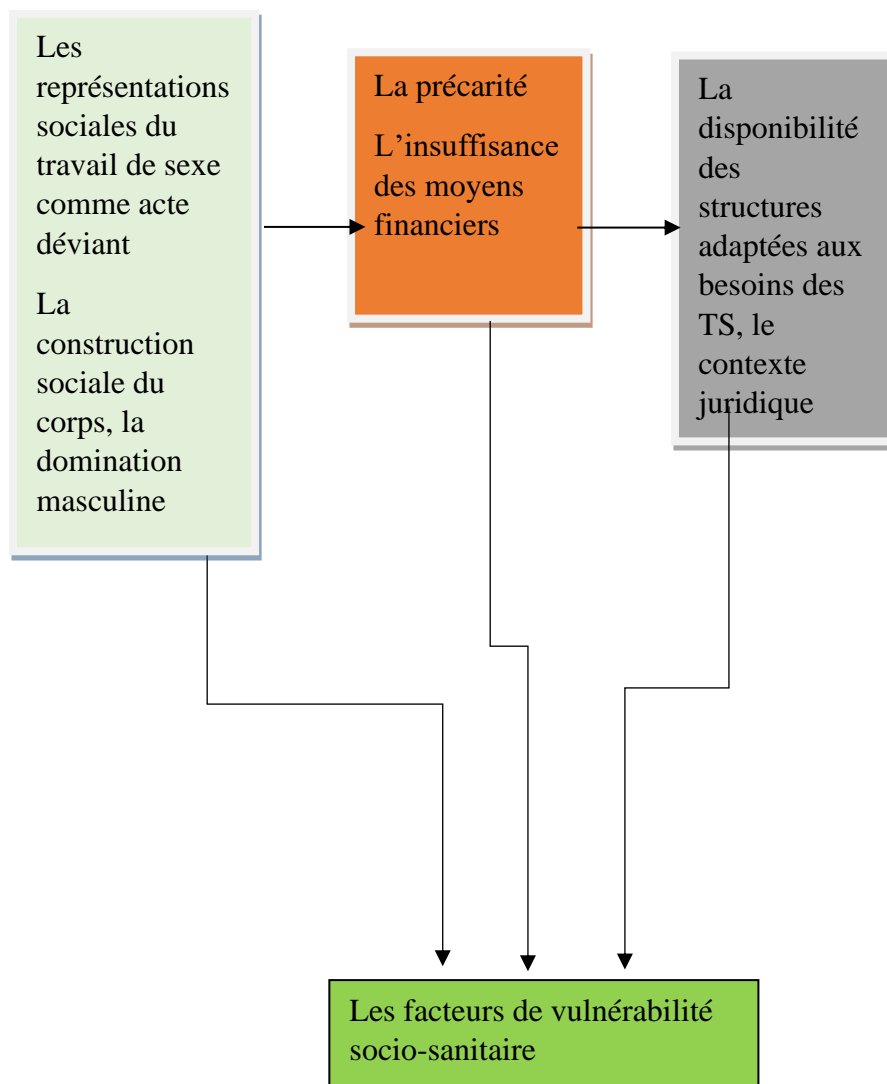 Les
représentations
sociales du
travail de sexe
comme acte
déviant
La
construction
sociale du
corps, la
domination
masculine
La précarité
L’insuffisance
des moyens
financiers
La
disponibilité
des
structures
adaptées aux
besoins des
TS, le
contexte
juridique
Les facteurs de vulnérabilité
socio-sanitaire